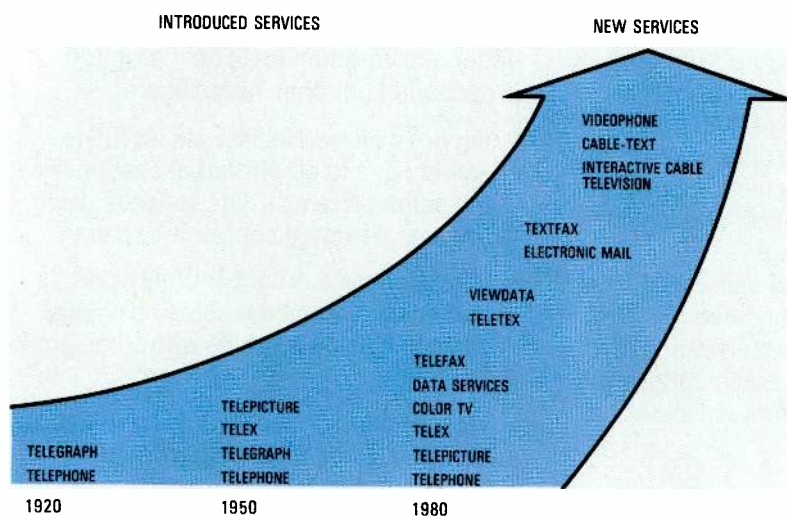 INTRODUCED SERVICES
NEW SERVICES
VIDEOPHONE
CABLE-TEXT
INTERACTIVE CABLE
TELEVISION
TEXTFAX
ELECTRONIC MAIL
VIEWDATA
TELETEX
TELEFAX
DATA SERVICES
COLOR TV
TELEX
TELEPICTURE
TELEPHONE
TELEPICTURE
TELEX
TELEGRAPH
TELEPHONE
TELEGRAPH
TELEPHONE
1920
1950
1980